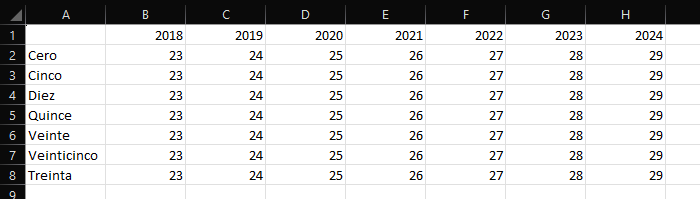 A B C D E F G H
1 2018 2019 2020 2021 2022 2023 2024
2 Cero 23 24 25 26 27 28 29
3 Cinco 23 24 25 26 27 28 29
4 Diez 23 24 25 26 27 28 29
5 Quince 23 24 25 26 27 28 29
6 Veinte 23 24 25 26 27 28 29
7 Veinticinco 23 24 25 26 27 28 29
8 Treinta 23 24 25 26 27 28 29
9